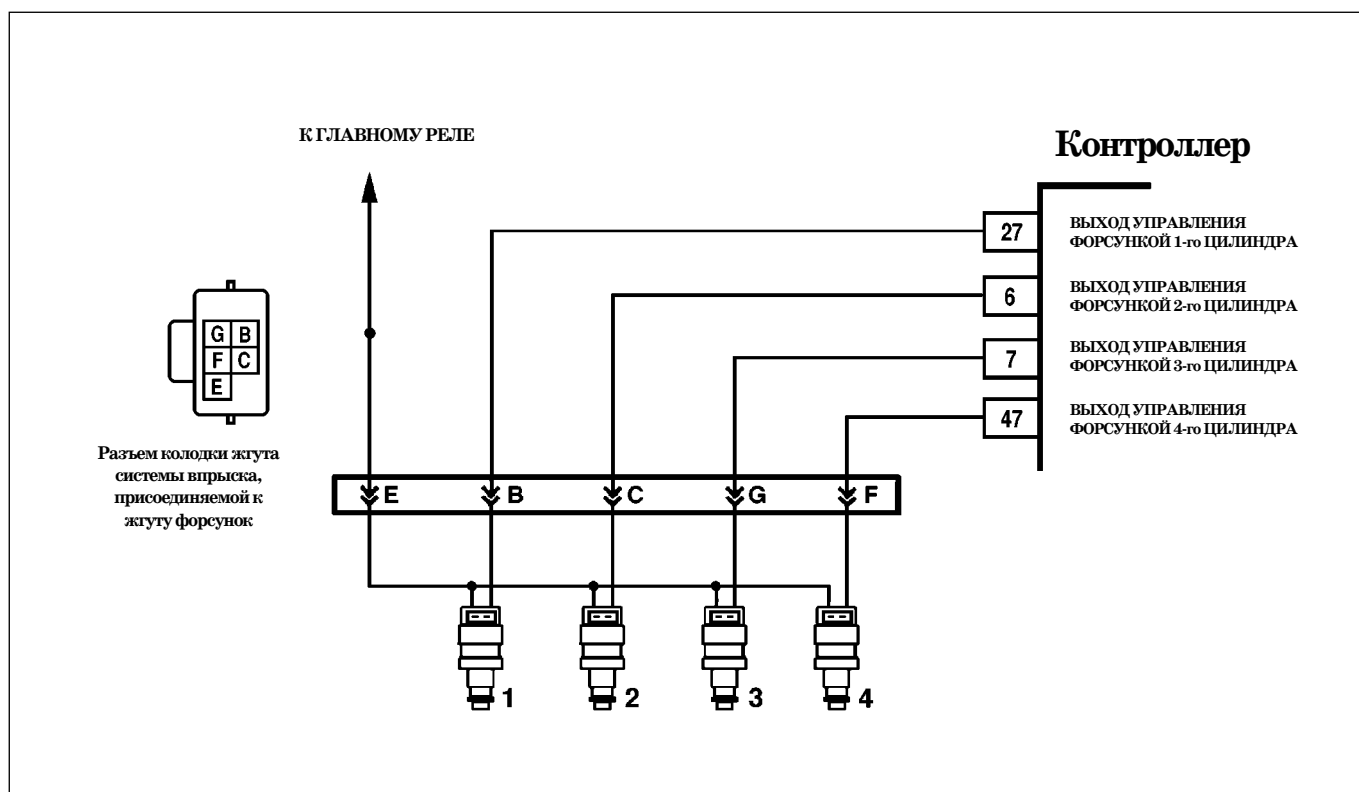 К ГЛАВНОМУ РЕЛЕ
Контроллер
27
ВЫХОД УПРАВЛЕНИЯ
ФОРСУНКОЙ 1-го ЦИЛИНДРА
6
ВЫХОД УПРАВЛЕНИЯ
ФОРСУНКОЙ 2-го ЦИЛИНДРА
7
ВЫХОД УПРАВЛЕНИЯ
ФОРСУНКОЙ 3-го ЦИЛИНДРА
47
ВЫХОД УПРАВЛЕНИЯ
ФОРСУНКОЙ 4-го ЦИЛИНДРА
G B
F C
E
Разъем колодки жгута
системы впрыска,
присоединяемой к
жгуту форсунок
E B C G F
1 2 3 4